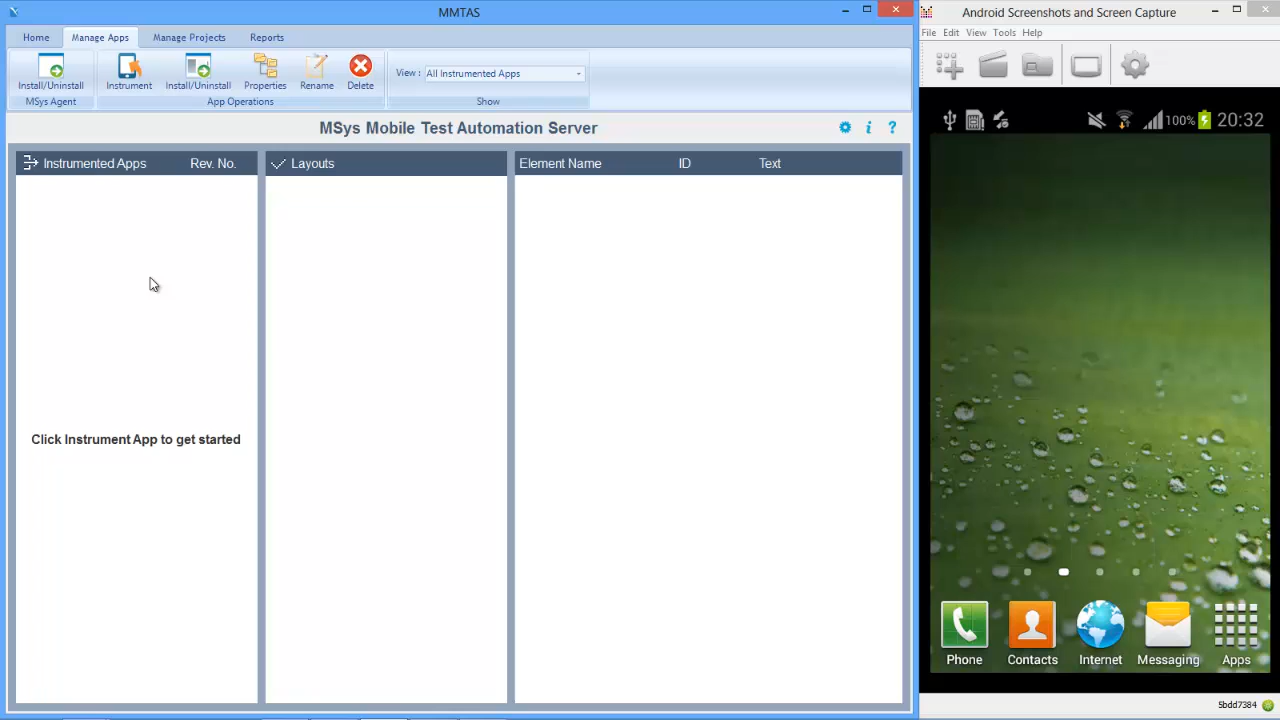 MMTAS
Home Manage Apps Manage Projects Reports
Install/Uninstall Instrument Install/Uninstall Properties Rename Delete
View : All Instrumented Apps
MSys Agent App Operations Show
MSys Mobile Test Automation Server
i ?
Instrumented Apps Rev. No. Layouts Element Name ID Text
Click Instrument App to get started
Android Screenshots and Screen Capture
File Edit View Tools Help
100% 20:32
Phone Contacts Internet Messaging Apps
5bdd7384